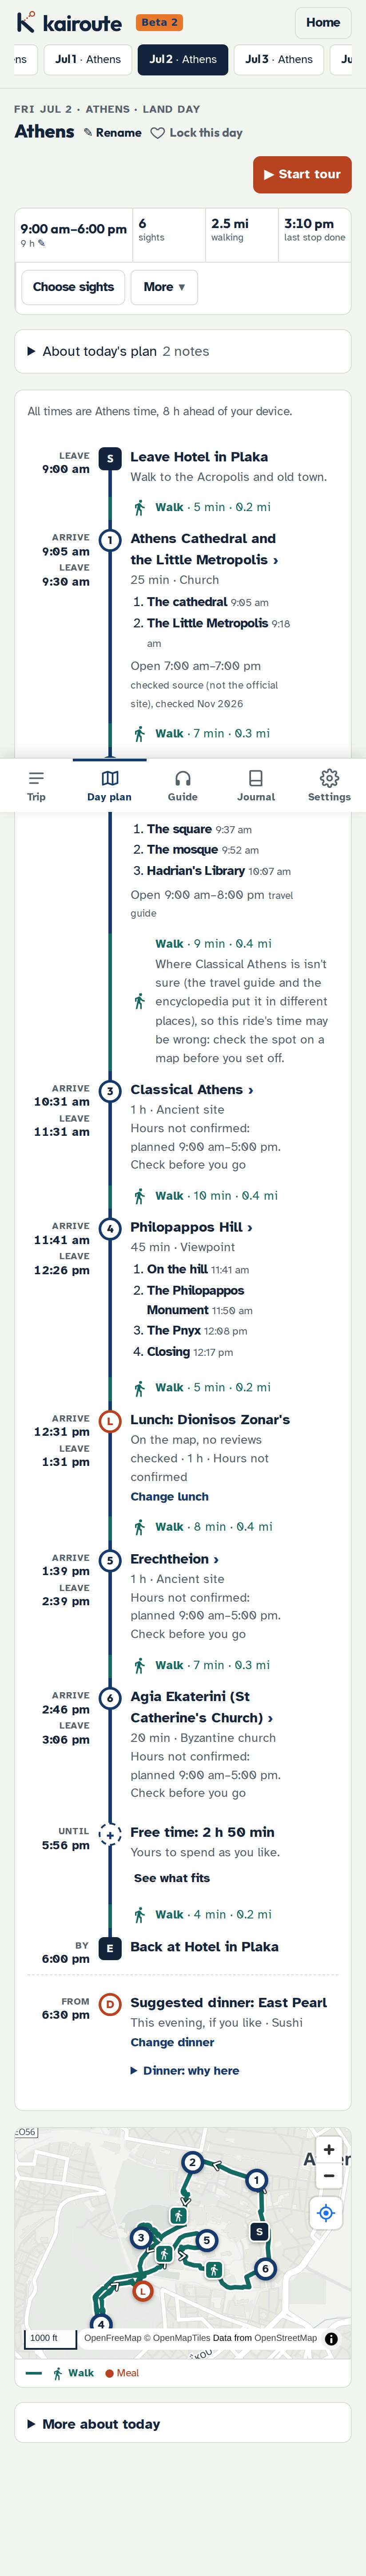 kairoute
Beta 2
Home
ns
Jul 1 · Athens
Jul 2 · Athens
Jul 3 · Athens
Ju
FRI JUL 2 · ATHENS · LAND DAY
Athens ✎ Rename ♡ Lock this day
▶ Start tour
9:00 am–6:00 pm
9 h ✎
6
sights
2.5 mi
walking
3:10 pm
last stop done
Choose sights
More ▾
▶ About today's plan 2 notes
All times are Athens time, 8 h ahead of your device.
LEAVE
9:00 am
S
Leave Hotel in Plaka
Walk to the Acropolis and old town.
Walk · 5 min · 0.2 mi
ARRIVE
9:05 am
LEAVE
9:30 am
1
Athens Cathedral and
the Little Metropolis ›
25 min · Church
1. The cathedral 9:05 am
2. The Little Metropolis 9:18
am
Open 7:00 am–7:00 pm
checked source (not the official
site), checked Nov 2026
Walk · 7 min · 0.3 mi
Trip
Day plan
Guide
Journal
Settings
1. The square 9:37 am
2. The mosque 9:52 am
3. Hadrian's Library 10:07 am
Open 9:00 am–8:00 pm travel
guide
Walk · 9 min · 0.4 mi
Where Classical Athens is isn't
sure (the travel guide and the
encyclopedia put it in different
places), so this ride's time may
be wrong: check the spot on a
map before you set off.
ARRIVE
10:31 am
LEAVE
11:31 am
3
Classical Athens ›
1 h · Ancient site
Hours not confirmed:
planned 9:00 am–5:00 pm.
Check before you go
Walk · 10 min · 0.4 mi
ARRIVE
11:41 am
LEAVE
12:26 pm
4
Philopappos Hill ›
45 min · Viewpoint
1. On the hill 11:41 am
2. The Philopappos
Monument 11:50 am
3. The Pnyx 12:08 pm
4. Closing 12:17 pm
Walk · 5 min · 0.2 mi
ARRIVE
12:31 pm
LEAVE
1:31 pm
L
Lunch: Dionisos Zonar's
On the map, no reviews
checked · 1 h · Hours not
confirmed
Change lunch
Walk · 8 min · 0.4 mi
ARRIVE
1:39 pm
LEAVE
2:39 pm
5
Erechtheion ›
1 h · Ancient site
Hours not confirmed:
planned 9:00 am–5:00 pm.
Check before you go
Walk · 7 min · 0.3 mi
ARRIVE
2:46 pm
LEAVE
3:06 pm
6
Agia Ekaterini (St
Catherine's Church) ›
20 min · Byzantine church
Hours not confirmed:
planned 9:00 am–5:00 pm.
Check before you go
UNTIL
5:56 pm
+
Free time: 2 h 50 min
Yours to spend as you like.
See what fits
Walk · 4 min · 0.2 mi
BY
6:00 pm
E
Back at Hotel in Plaka
FROM
6:30 pm
D
Suggested dinner: East Pearl
This evening, if you like · Sushi
Change dinner
▶ Dinner: why here
EO56
+
−
2
1
S
3
5
6
L
4
1000 ft
OpenFreeMap © OpenMapTiles Data from OpenStreetMap
Walk
Meal
▶ More about today